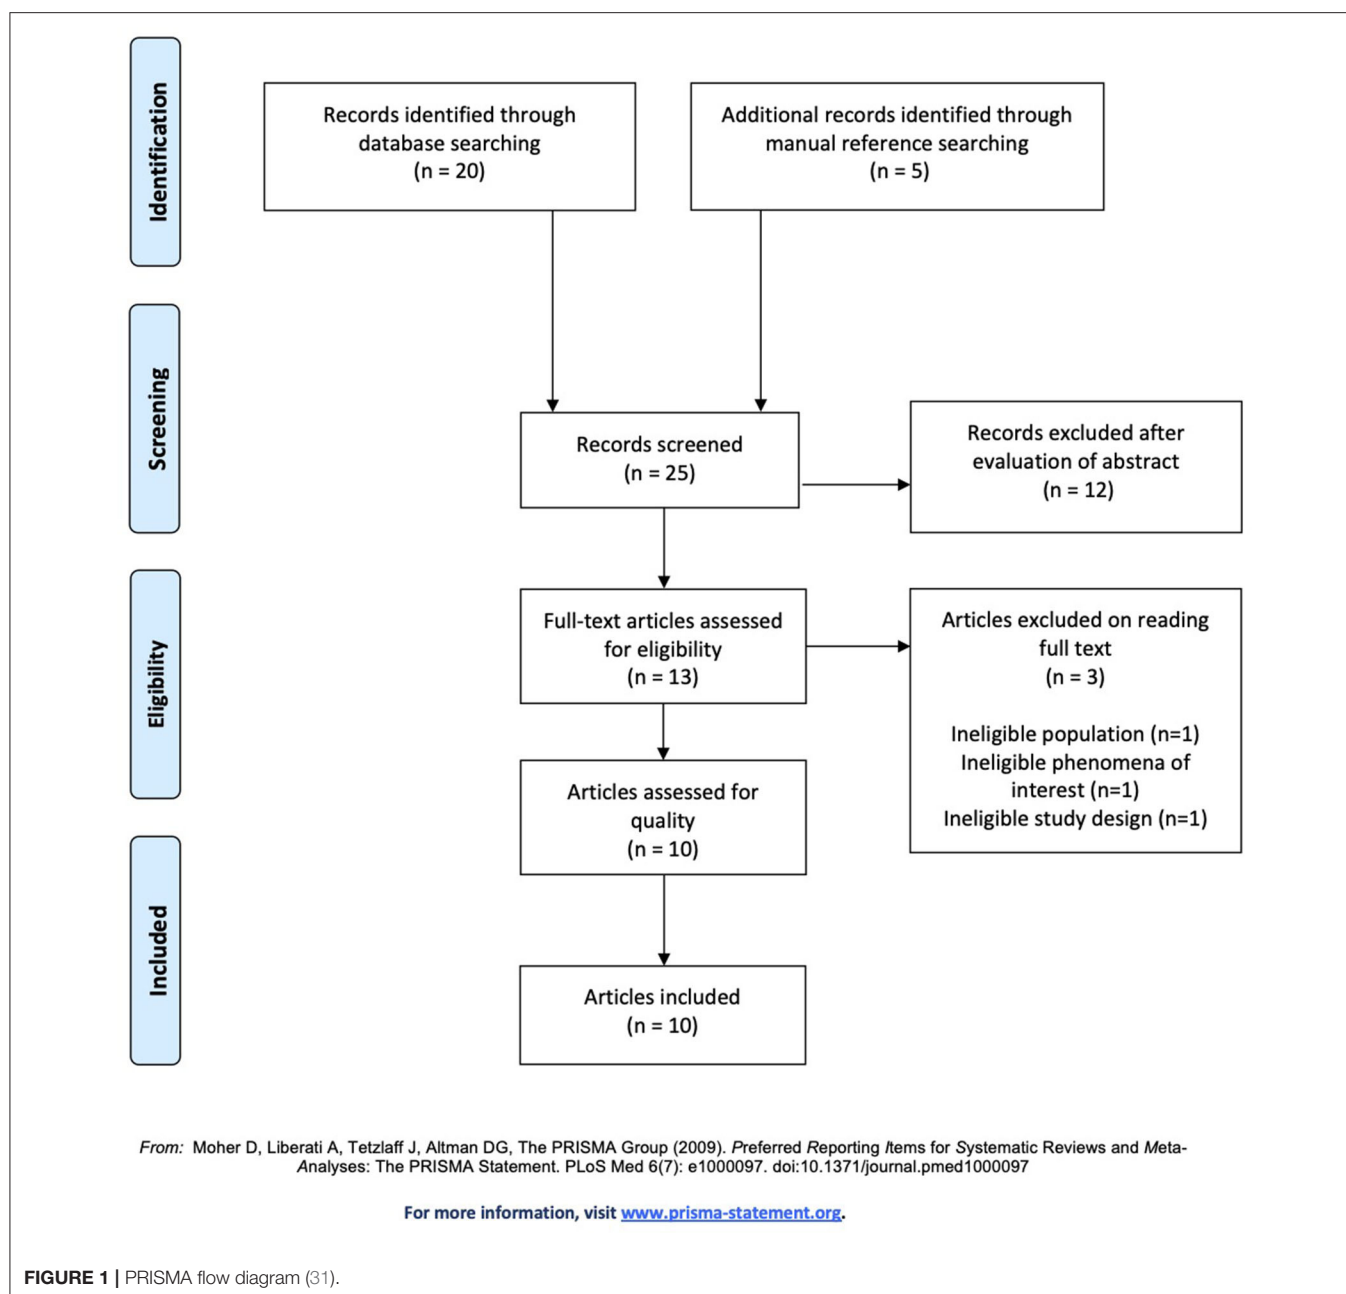 Identification
Records identified through
database searching
(n = 20)
Additional records identified through
manual reference searching
(n = 5)
Screening
Records screened
(n = 25)
Records excluded after
evaluation of abstract
(n = 12)
Eligibility
Full-text articles assessed
for eligibility
(n = 13)
Articles excluded on reading
full text
(n = 3)
Ineligible population (n=1)
Ineligible phenomena of
interest (n=1)
Ineligible study design (n=1)
Articles assessed for
quality
(n = 10)
Included
Articles included
(n = 10)
From: Moher D, Liberati A, Tetzlaff J, Altman DG, The PRISMA Group (2009). Preferred Reporting Items for Systematic Reviews and Meta-
Analyses: The PRISMA Statement. PLoS Med 6(7): e1000097. doi:10.1371/journal.pmed1000097
For more information, visit www.prisma-statement.org.
FIGURE 1 | PRISMA flow diagram (31).